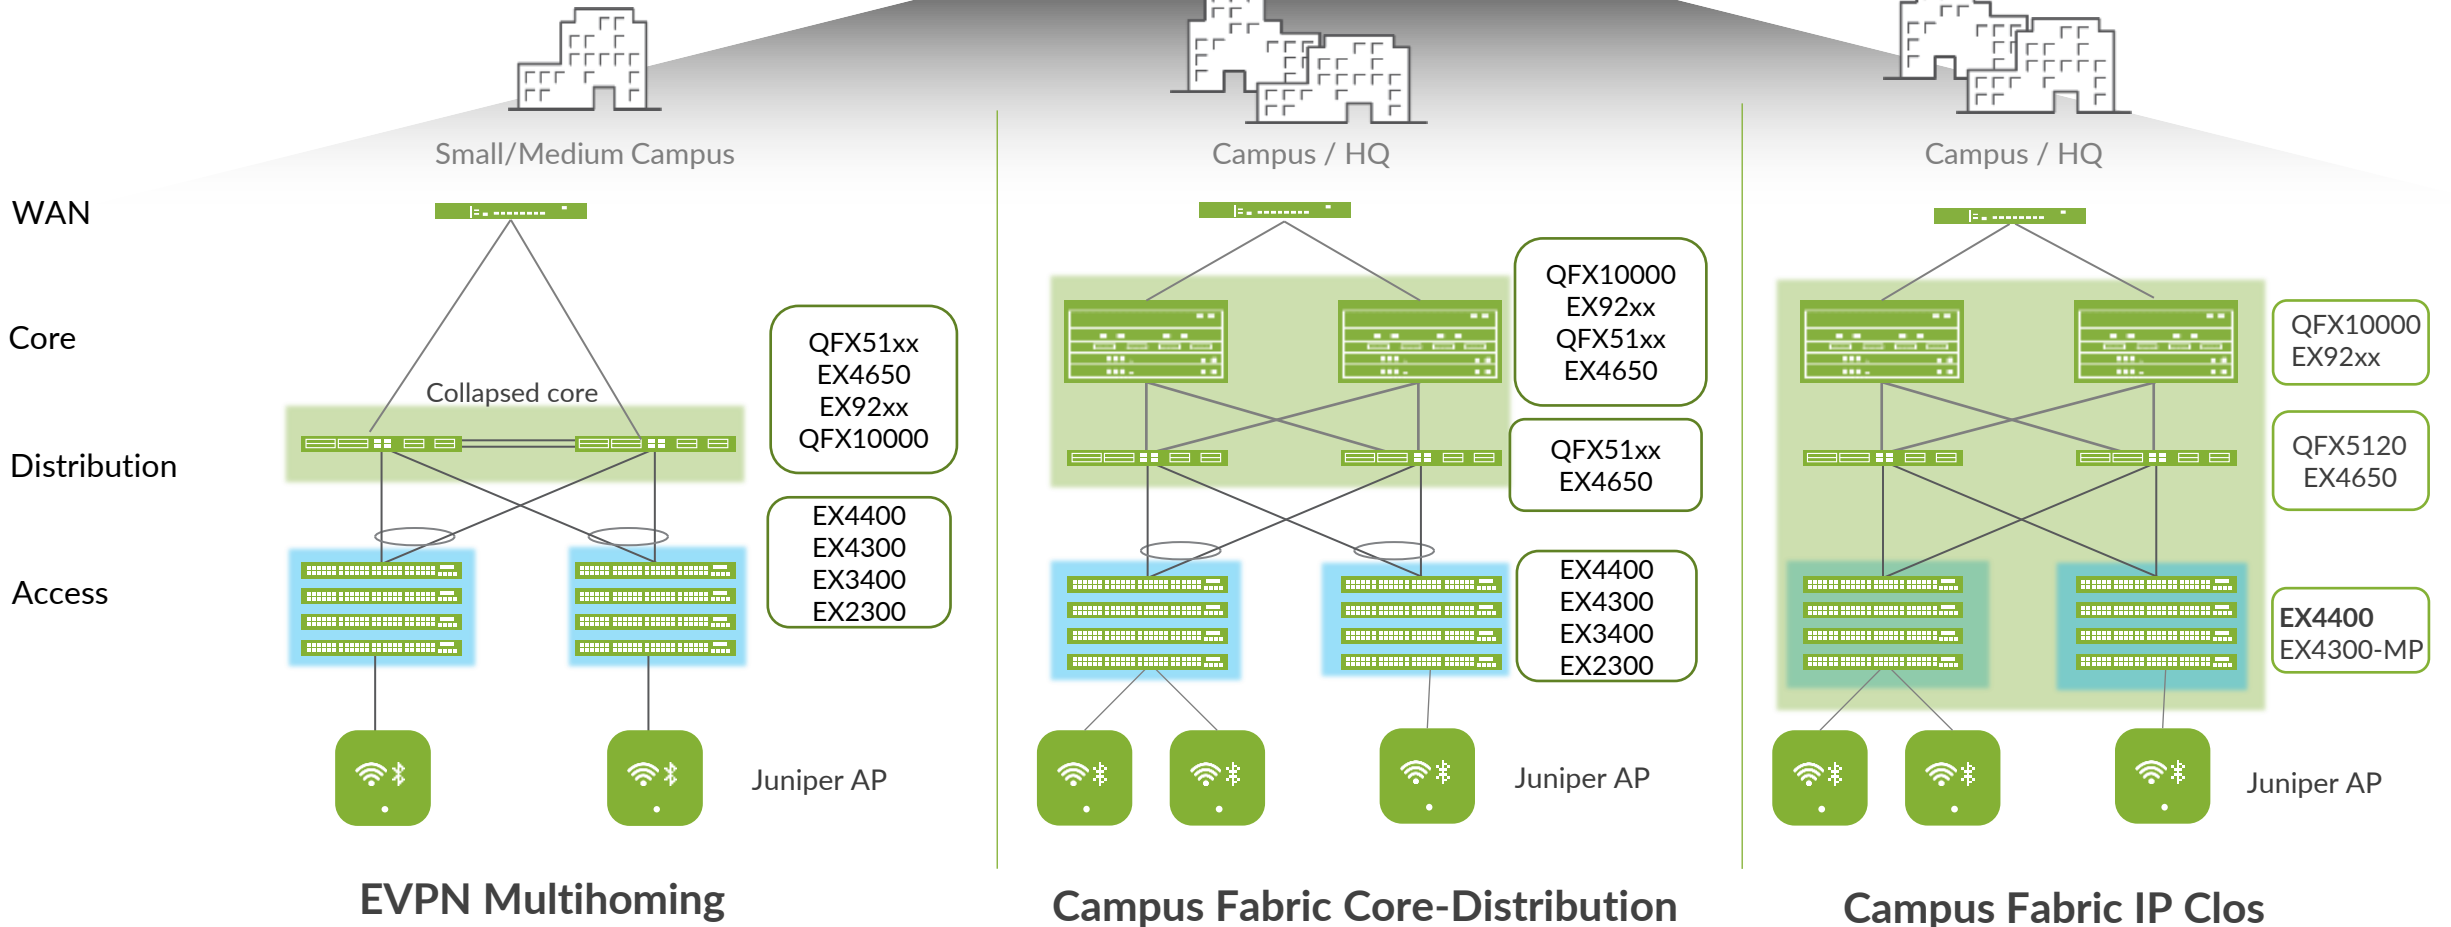 Small/Medium Campus
Campus / HQ
Campus / HQ
WAN
Core
Distribution
Access
Collapsed core
QFX51xx
EX4650
EX92xx
QFX10000
EX4400
EX4300
EX3400
EX2300
Juniper AP
EVPN Multihoming
QFX10000
EX92xx
QFX51xx
EX4650
QFX51xx
EX4650
EX4400
EX4300
EX3400
EX2300
Juniper AP
Campus Fabric Core-Distribution
QFX10000
EX92xx
QFX5120
EX4650
EX4400
EX4300-MP
Juniper AP
Campus Fabric IP Clos